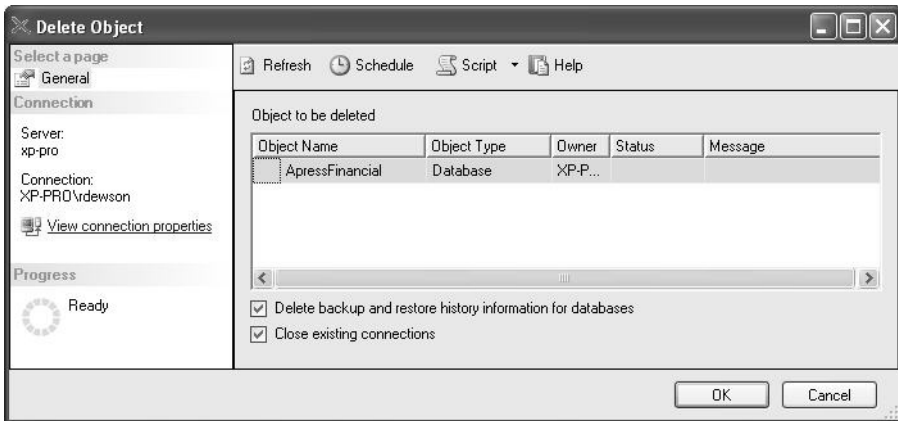 Delete Object
Select a page
General
Connection
Server:
xp-pro
Connection:
XP-PRO\rdewson
View connection properties
Progress
Ready
Refresh Schedule Script Help
Object to be deleted
Object Name Object Type Owner Status Message
ApressFinancial Database XP-P...
Delete backup and restore history information for databases
Close existing connections
OK Cancel